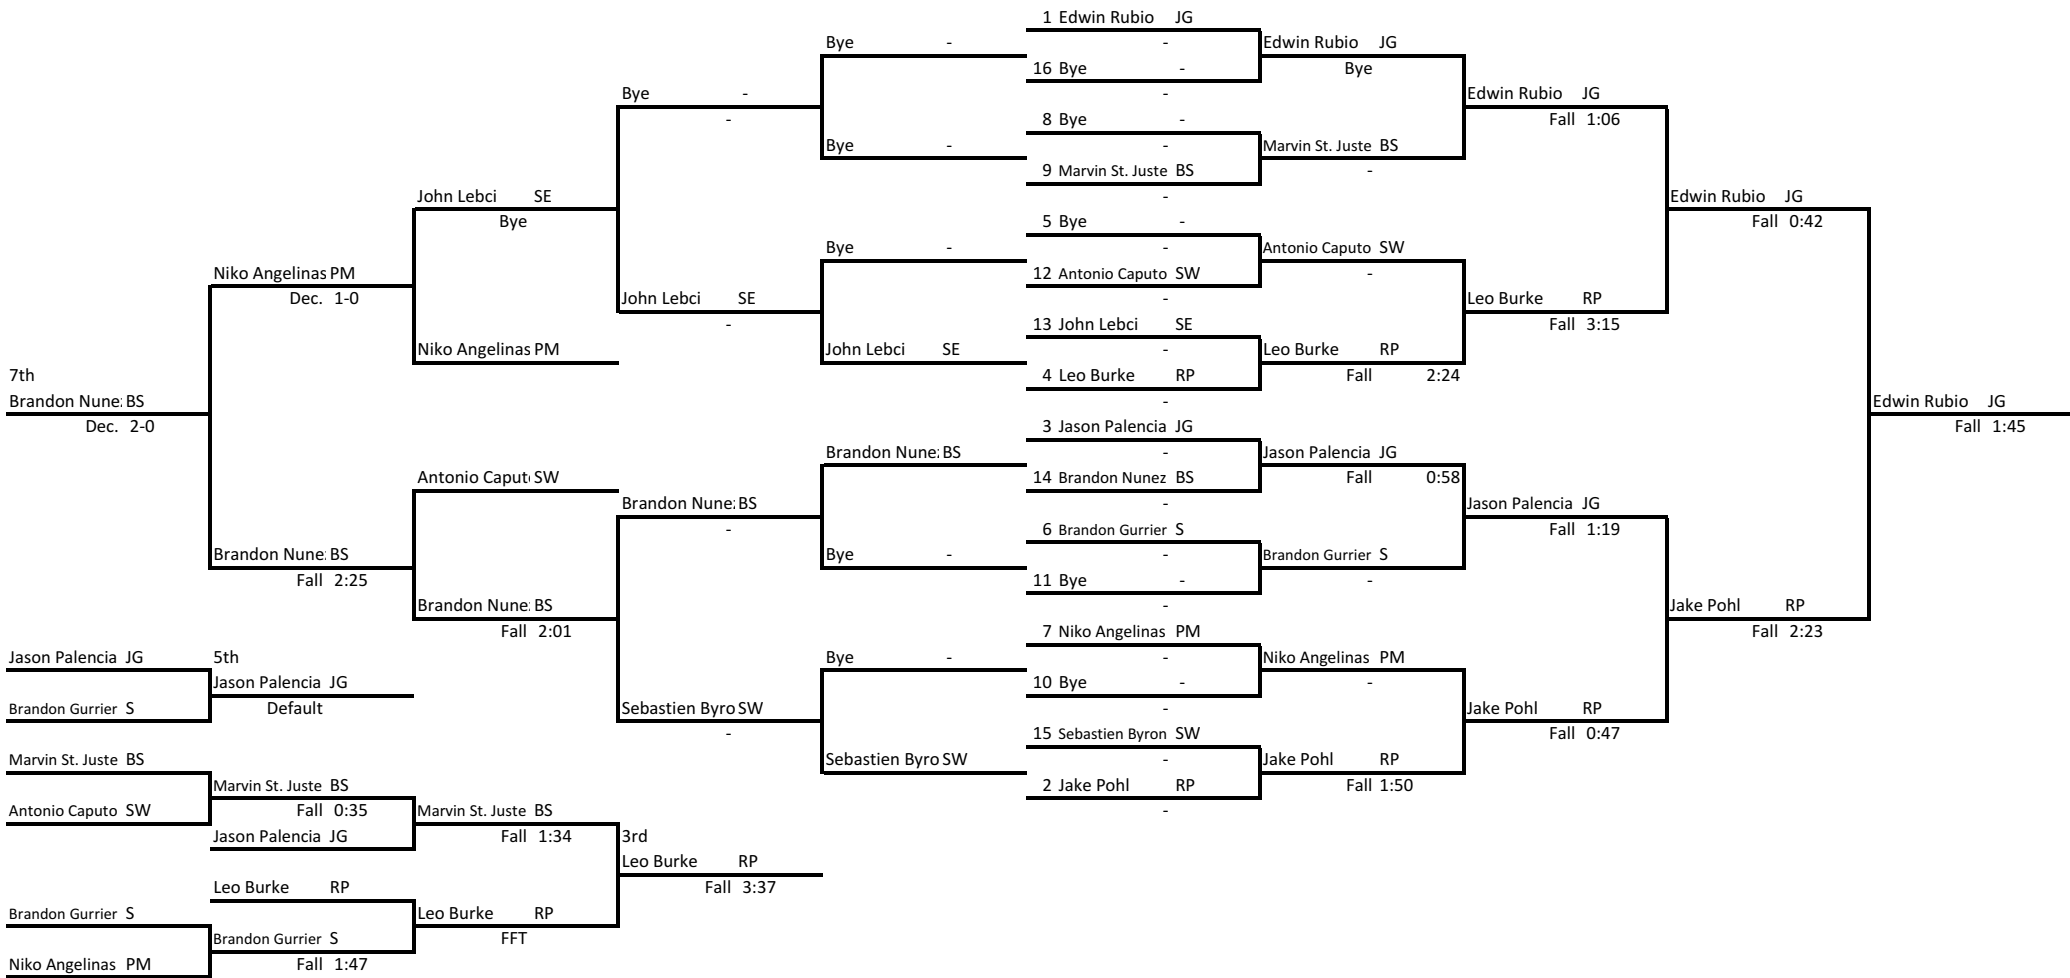 1 Edwin Rubio JG
Bye - - Edwin Rubio JG
16 Bye - Bye
Bye - - Edwin Rubio JG
- 8 Bye - Fall 1:06
Bye - - Marvin St. Juste BS
9 Marvin St. Juste BS -
John Lebci SE - Edwin Rubio JG
Bye 5 Bye - Fall 0:42
Bye - - Antonio Caputo SW
Niko Angelinas PM 12 Antonio Caputo SW -
Dec. 1-0 John Lebci SE - Leo Burke RP
- 13 John Lebci SE Fall 3:15
Niko Angelinas PM John Lebci SE - Leo Burke RP
7th 4 Leo Burke RP Fall 2:24
Brandon Nune: BS - Edwin Rubio JG
Dec. 2-0 3 Jason Palencia JG Fall 1:45
Brandon Nune: BS - Jason Palencia JG
Antonio Caput SW 14 Brandon Nunez BS Fall 0:58
Brandon Nune: BS - Jason Palencia JG
- 6 Brandon Gurrier S Fall 1:19
Brandon Nune: BS Bye - - Brandon Gurrier S
Fall 2:25 11 Bye - -
Brandon Nune: BS - Jake Pohl RP
Fall 2:01 7 Niko Angelinas PM Fall 2:23
Jason Palencia JG 5th Bye - - Niko Angelinas PM
Jason Palencia JG 10 Bye - -
Brandon Gurrier S Default Sebastien Byro SW - Jake Pohl RP
- 15 Sebastien Byron SW Fall 0:47
Marvin St. Juste BS Sebastien Byro SW - Jake Pohl RP
Marvin St. Juste BS 2 Jake Pohl RP Fall 1:50
Antonio Caputo SW Fall 0:35 Marvin St. Juste BS -
Jason Palencia JG Fall 1:34 3rd
Leo Burke RP
Leo Burke RP Fall 3:37
Brandon Gurrier S Leo Burke RP
Brandon Gurrier S FFT
Niko Angelinas PM Fall 1:47